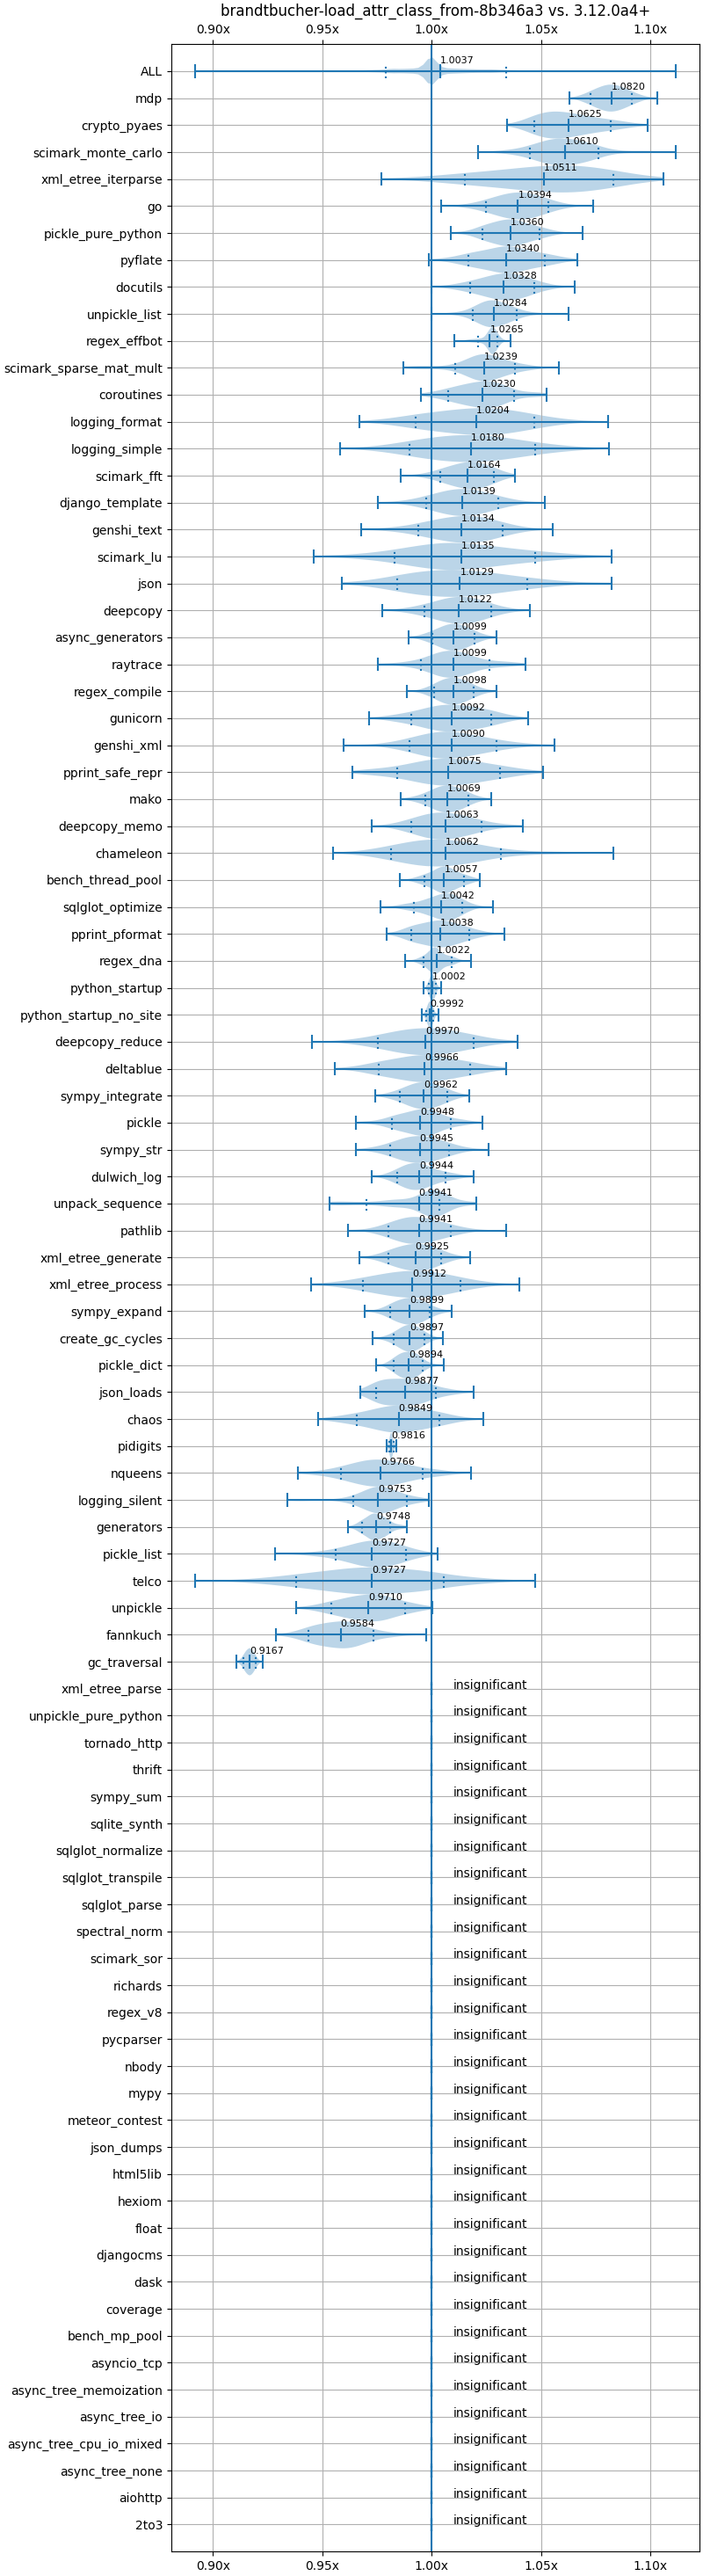 brandtbucher-load_attr_class_from-8b346a3 vs. 3.12.0a4+
0.90x 0.95x 1.00x 1.05x 1.10x
ALL 1.0037
mdp 1.0820
crypto_pyaes 1.0625
scimark_monte_carlo 1.0610
xml_etree_iterparse 1.0511
go 1.0394
pickle_pure_python 1.0360
pyflate 1.0340
docutils 1.0328
unpickle_list 1.0284
regex_effbot 1.0265
scimark_sparse_mat_mult 1.0239
coroutines 1.0230
logging_format 1.0204
logging_simple 1.0180
scimark_fft 1.0164
django_template 1.0139
genshi_text 1.0134
scimark_lu 1.0135
json 1.0129
deepcopy 1.0122
async_generators 1.0099
raytrace 1.0099
regex_compile 1.0098
gunicorn 1.0092
genshi_xml 1.0090
pprint_safe_repr 1.0075
mako 1.0069
deepcopy_memo 1.0063
chameleon 1.0062
bench_thread_pool 1.0057
sqlglot_optimize 1.0042
pprint_pformat 1.0038
regex_dna 1.0022
python_startup 1.0002
python_startup_no_site 0.9992
deepcopy_reduce 0.9970
deltablue 0.9966
sympy_integrate 0.9962
pickle 0.9948
sympy_str 0.9945
dulwich_log 0.9944
unpack_sequence 0.9941
pathlib 0.9941
xml_etree_generate 0.9925
xml_etree_process 0.9912
sympy_expand 0.9899
create_gc_cycles 0.9897
pickle_dict 0.9894
json_loads 0.9877
chaos 0.9849
pidigits 0.9816
nqueens 0.9766
logging_silent 0.9753
generators 0.9748
pickle_list 0.9727
telco 0.9727
unpickle 0.9710
fannkuch 0.9584
gc_traversal 0.9167
xml_etree_parse insignificant
unpickle_pure_python insignificant
tornado_http insignificant
thrift insignificant
sympy_sum insignificant
sqlite_synth insignificant
sqlglot_normalize insignificant
sqlglot_transpile insignificant
sqlglot_parse insignificant
spectral_norm insignificant
scimark_sor insignificant
richards insignificant
regex_v8 insignificant
pycparser insignificant
nbody insignificant
mypy insignificant
meteor_contest insignificant
json_dumps insignificant
html5lib insignificant
hexiom insignificant
float insignificant
djangocms insignificant
dask insignificant
coverage insignificant
bench_mp_pool insignificant
asyncio_tcp insignificant
async_tree_memoization insignificant
async_tree_io insignificant
async_tree_cpu_io_mixed insignificant
async_tree_none insignificant
aiohttp insignificant
2to3 insignificant
0.90x 0.95x 1.00x 1.05x 1.10x